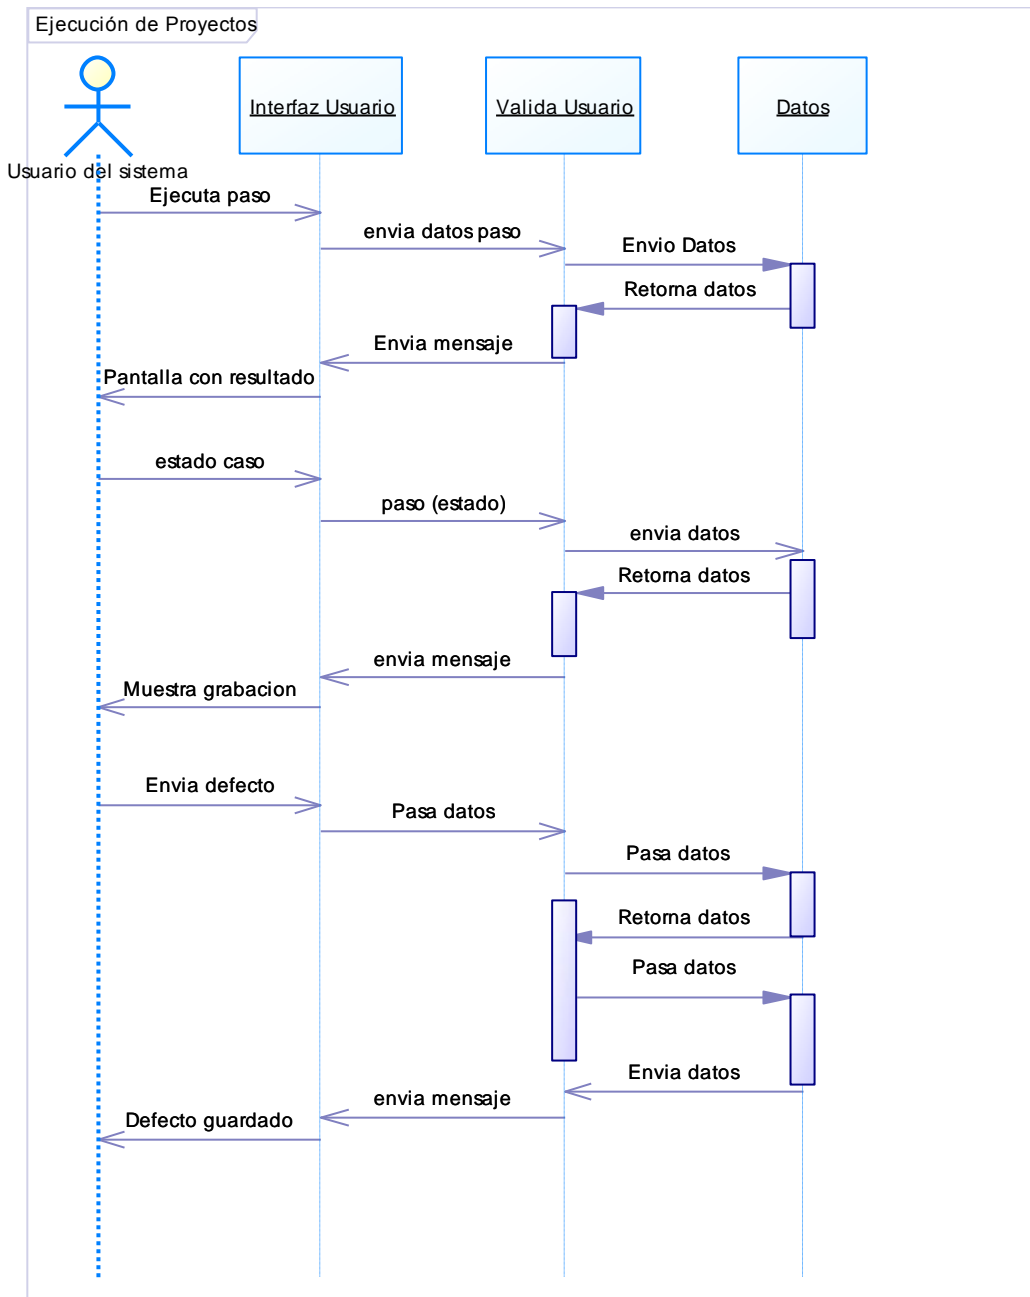 Ejecución de Proyectos
Interfaz Usuario
Valida Usuario
Datos
Usuario del sistema
Ejecuta paso
envia datos paso
Envio Datos
Retorna datos
Envia mensaje
Pantalla con resultado
estado caso
paso (estado)
envia datos
Retorna datos
envia mensaje
Muestra grabacion
Envia defecto
Pasa datos
Pasa datos
Retorna datos
Pasa datos
Envia datos
envia mensaje
Defecto guardado